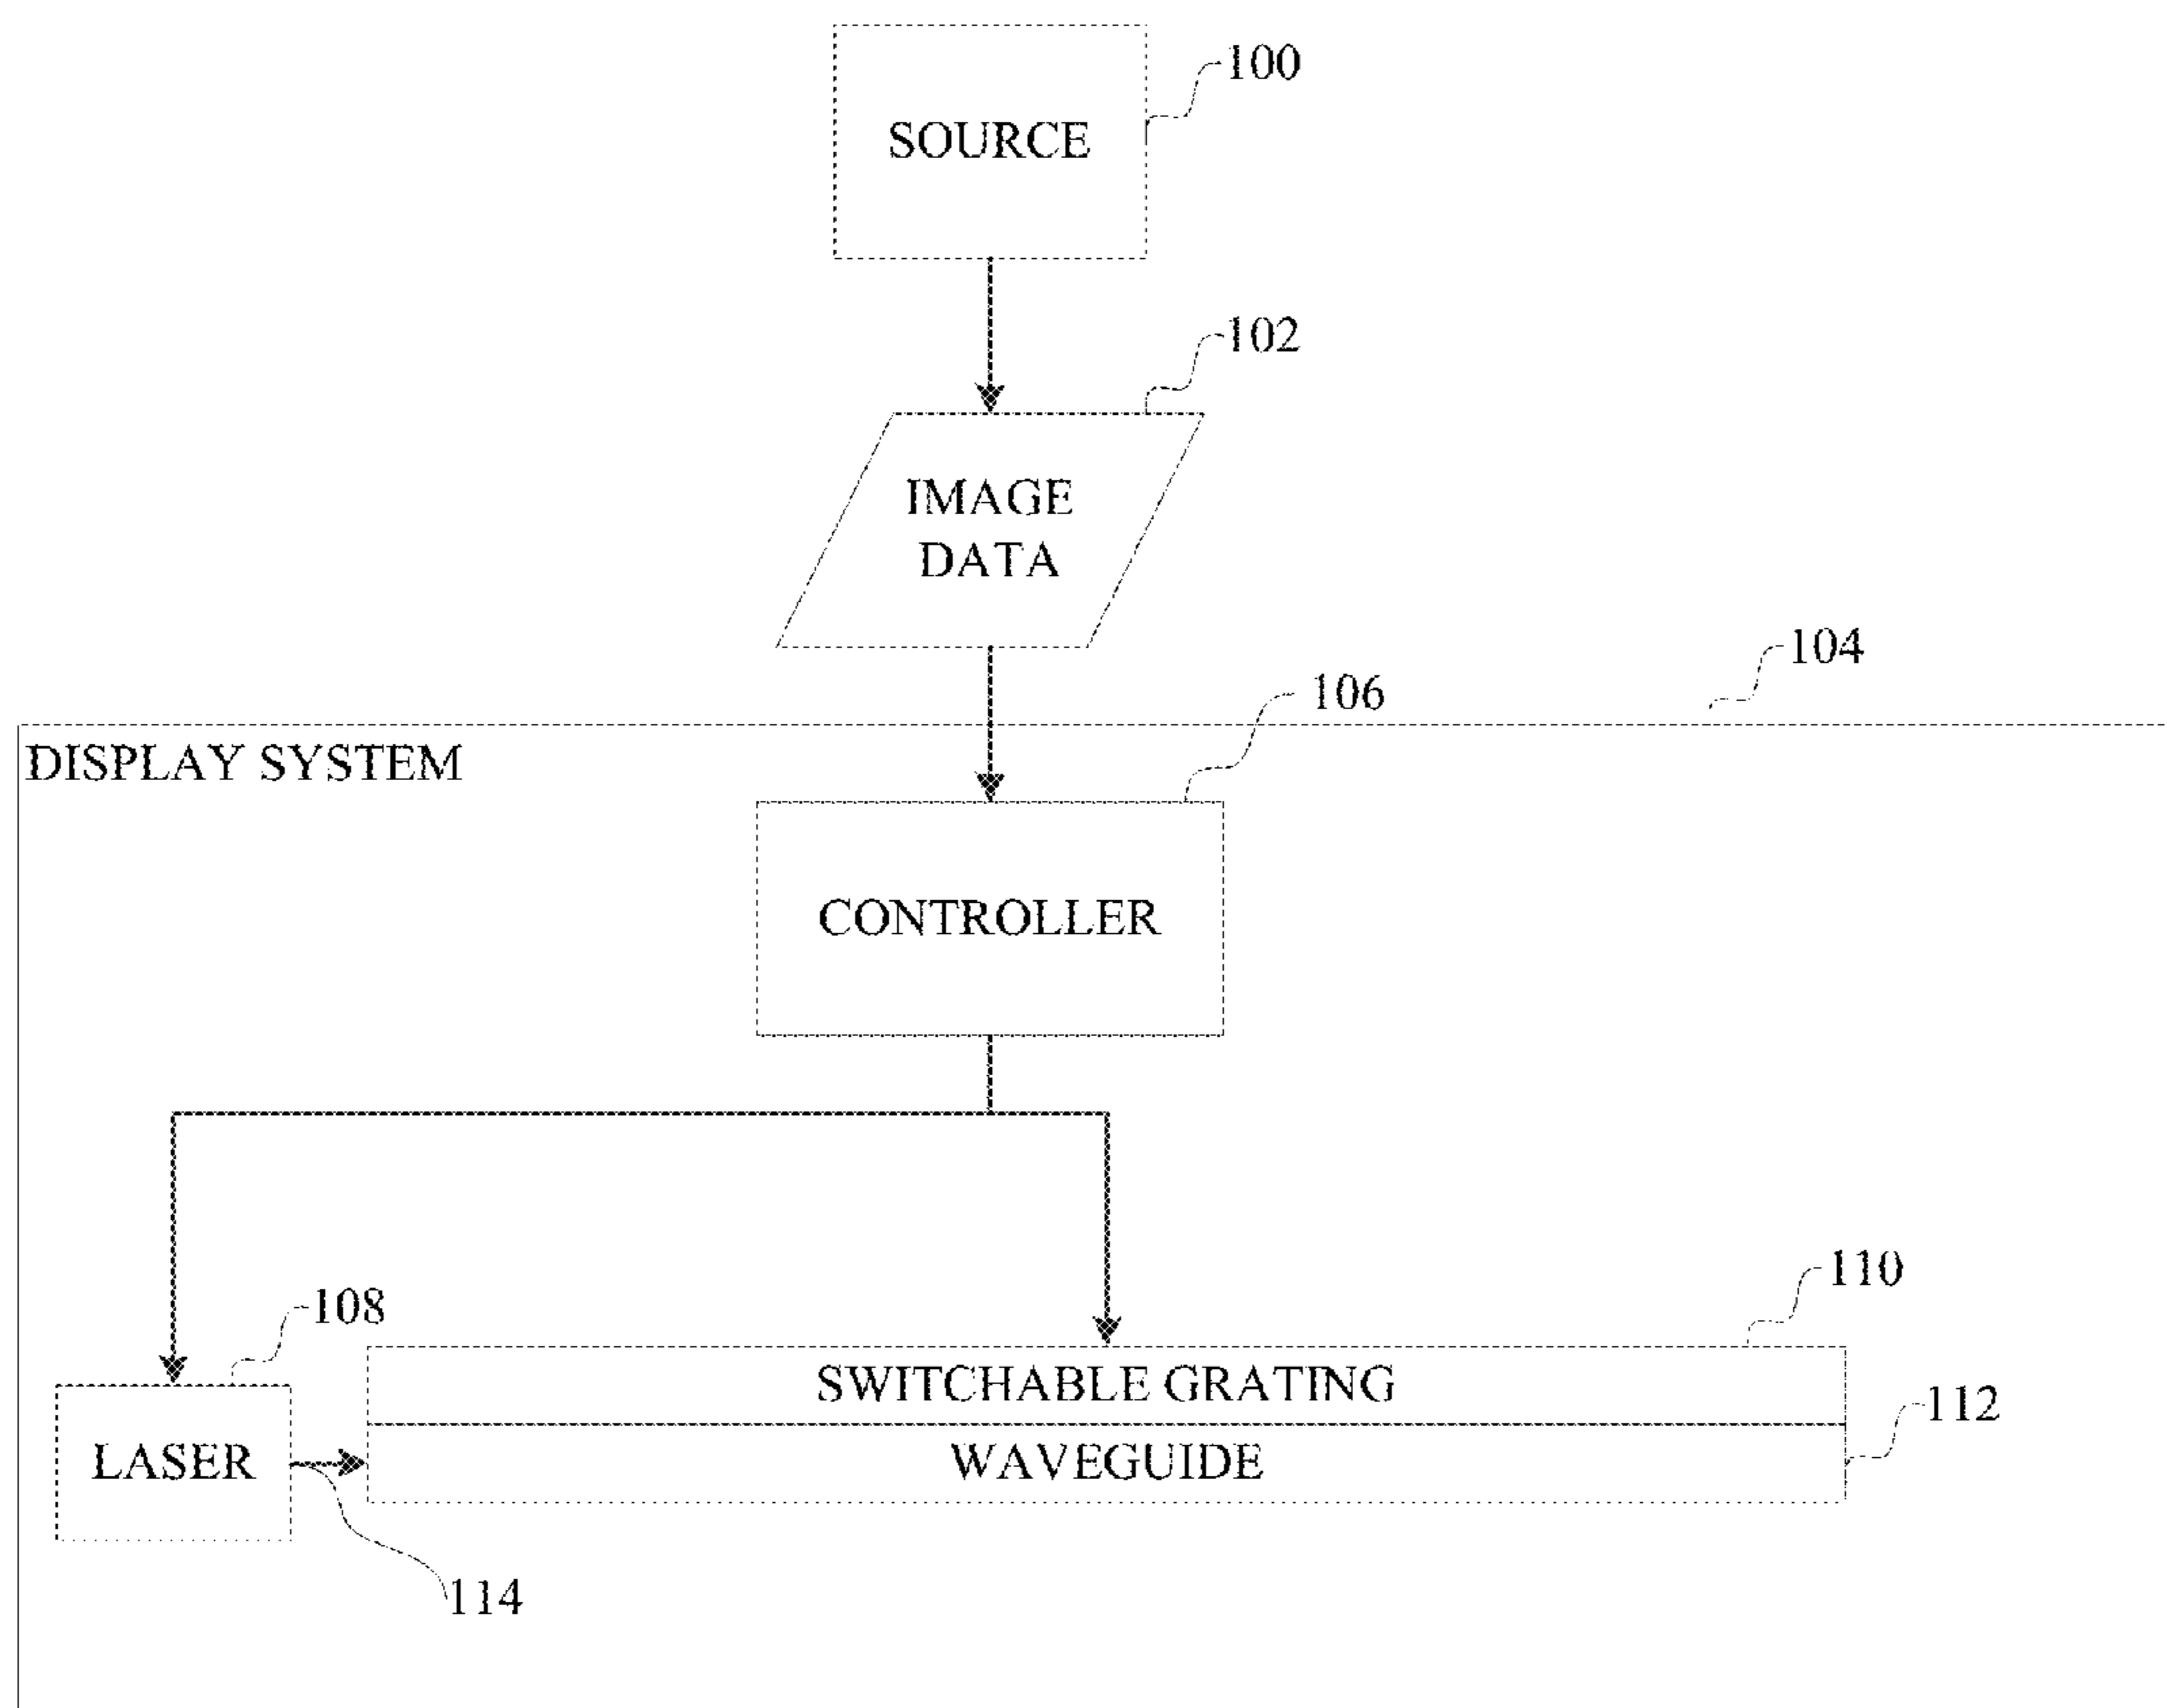 100
SOURCE
102
IMAGE
DATA
104
106
DISPLAY SYSTEM
CONTROLLER
110
108
SWITCHABLE GRATING
112
LASER
WAVEGUIDE
114